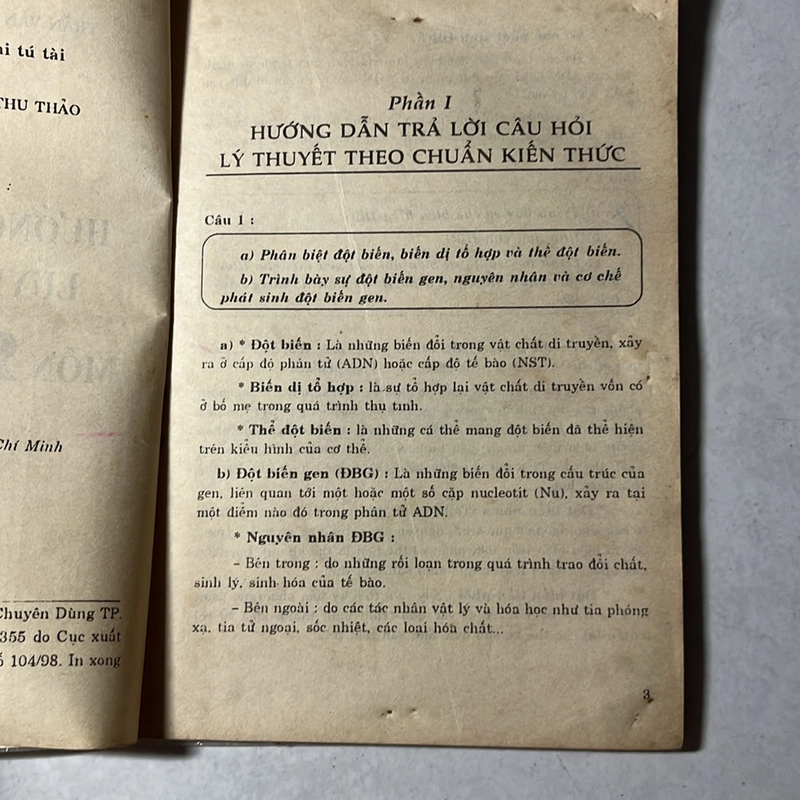 ni tú tài
THU THẢO
:
Chí Minh
Chuyên Dùng TP.
355 do Cục xuất
ố 104/98. In xong
Phần I
HƯỚNG DẪN TRẢ LỜI CÂU HỎI
LÝ THUYẾT THEO CHUẨN KIẾN THỨC
Câu 1 :
a) Phân biệt đột biến, biến dị tổ hợp và thể đột biến.
b) Trình bày sự đột biến gen, nguyên nhân và cơ chế
phát sinh đột biến gen.
a) * Đột biến : Là những biến đổi trong vật chất di truyền, xảy
ra ở cấp độ phân tử (ADN) hoặc cấp độ tế bào (NST).
* Biến dị tổ hợp : là sự tổ hợp lại vật chất di truyền vốn có
ở bố mẹ trong quá trình thụ tinh.
* Thể đột biến : là những cá thể mang đột biến đã thể hiện
trên kiểu hình của cơ thể.
b) Đột biến gen (ĐBG) : Là những biến đổi trong cấu trúc của
gen, liên quan tới một hoặc một số cặp nucleotit (Nu), xảy ra tại
một điểm nào đó trong phân tử ADN.
* Nguyên nhân ĐBG :
– Bên trong : do những rối loạn trong quá trình trao đổi chất,
sinh lý, sinh hóa của tế bào.
– Bên ngoài : do các tác nhân vật lý và hóa học như tia phóng
xạ, tia tử ngoại, sốc nhiệt, các loại hóa chất...
3